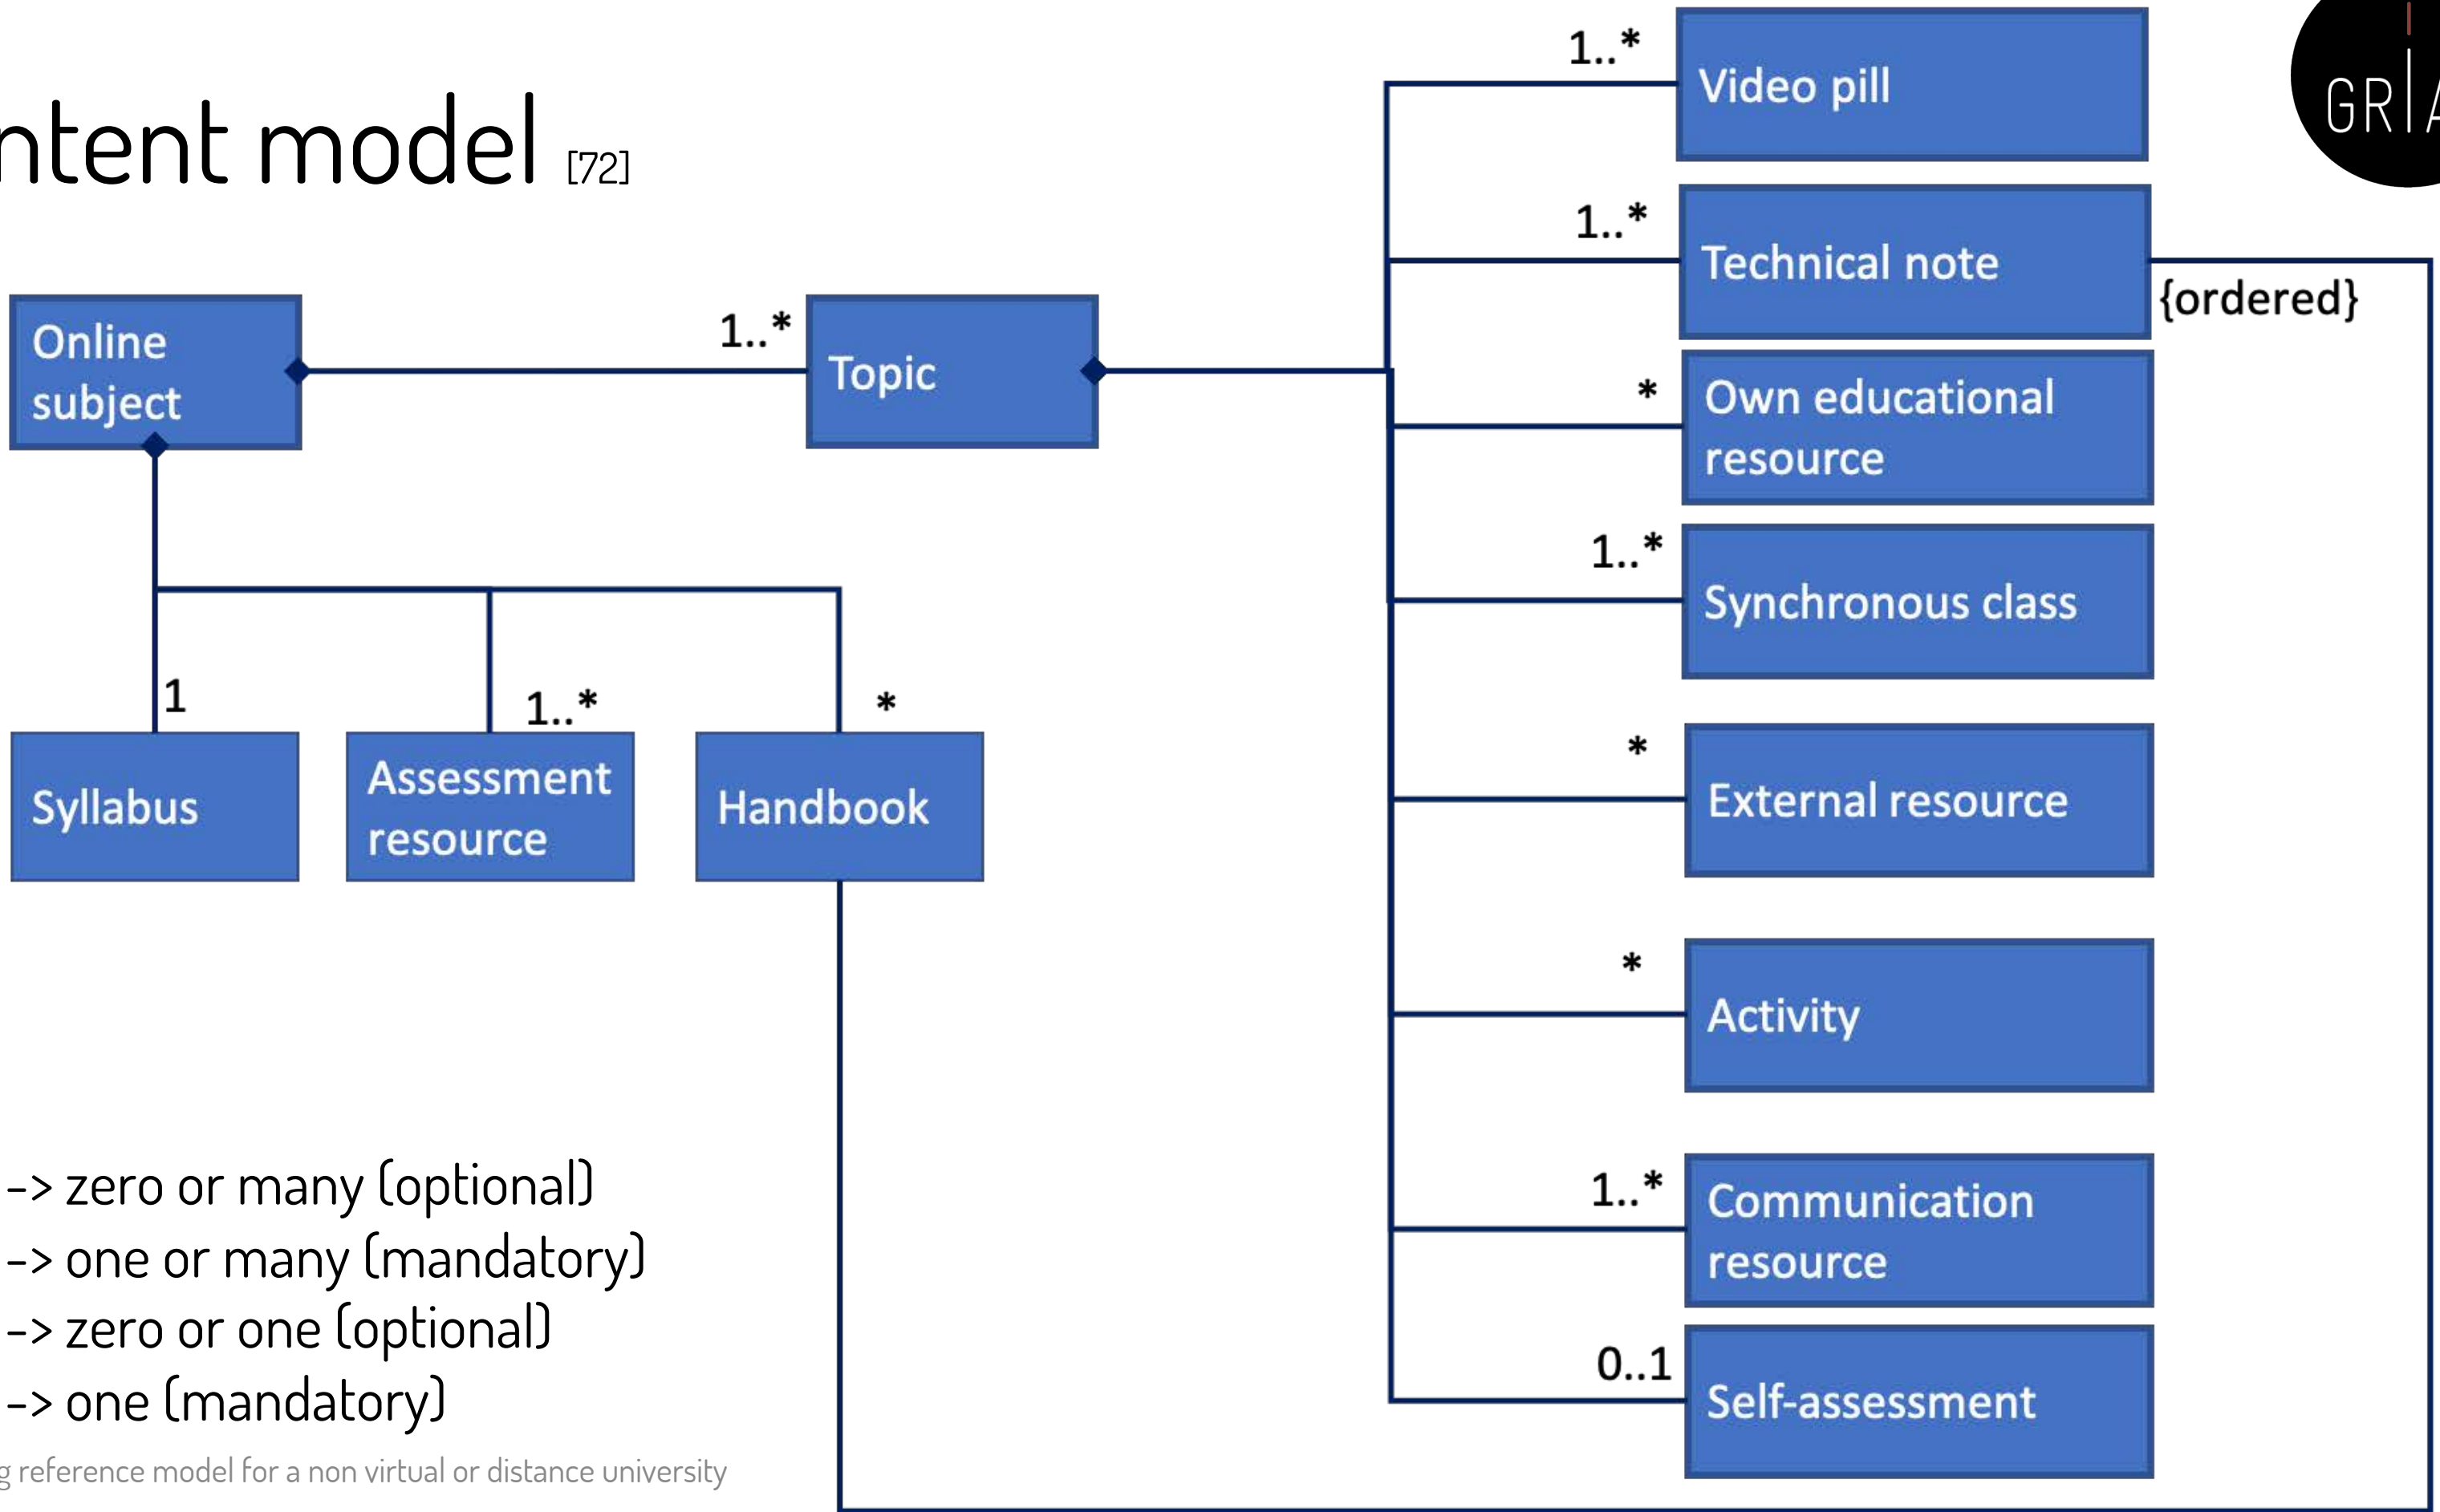 ntent model [72]
GRIA
1..*
Video pill
1..*
Technical note
{ordered}
Online
subject
1..*
Topic
*
Own educational
resource
1..*
Synchronous class
1
1..*
*
Syllabus
Assessment
resource
Handbook
*
External resource
*
Activity
1..*
Communication
resource
0..1
Self-assessment
-> zero or many (optional)
-> one or many (mandatory)
-> zero or one (optional)
-> one (mandatory)
g reference model for a non virtual or distance university